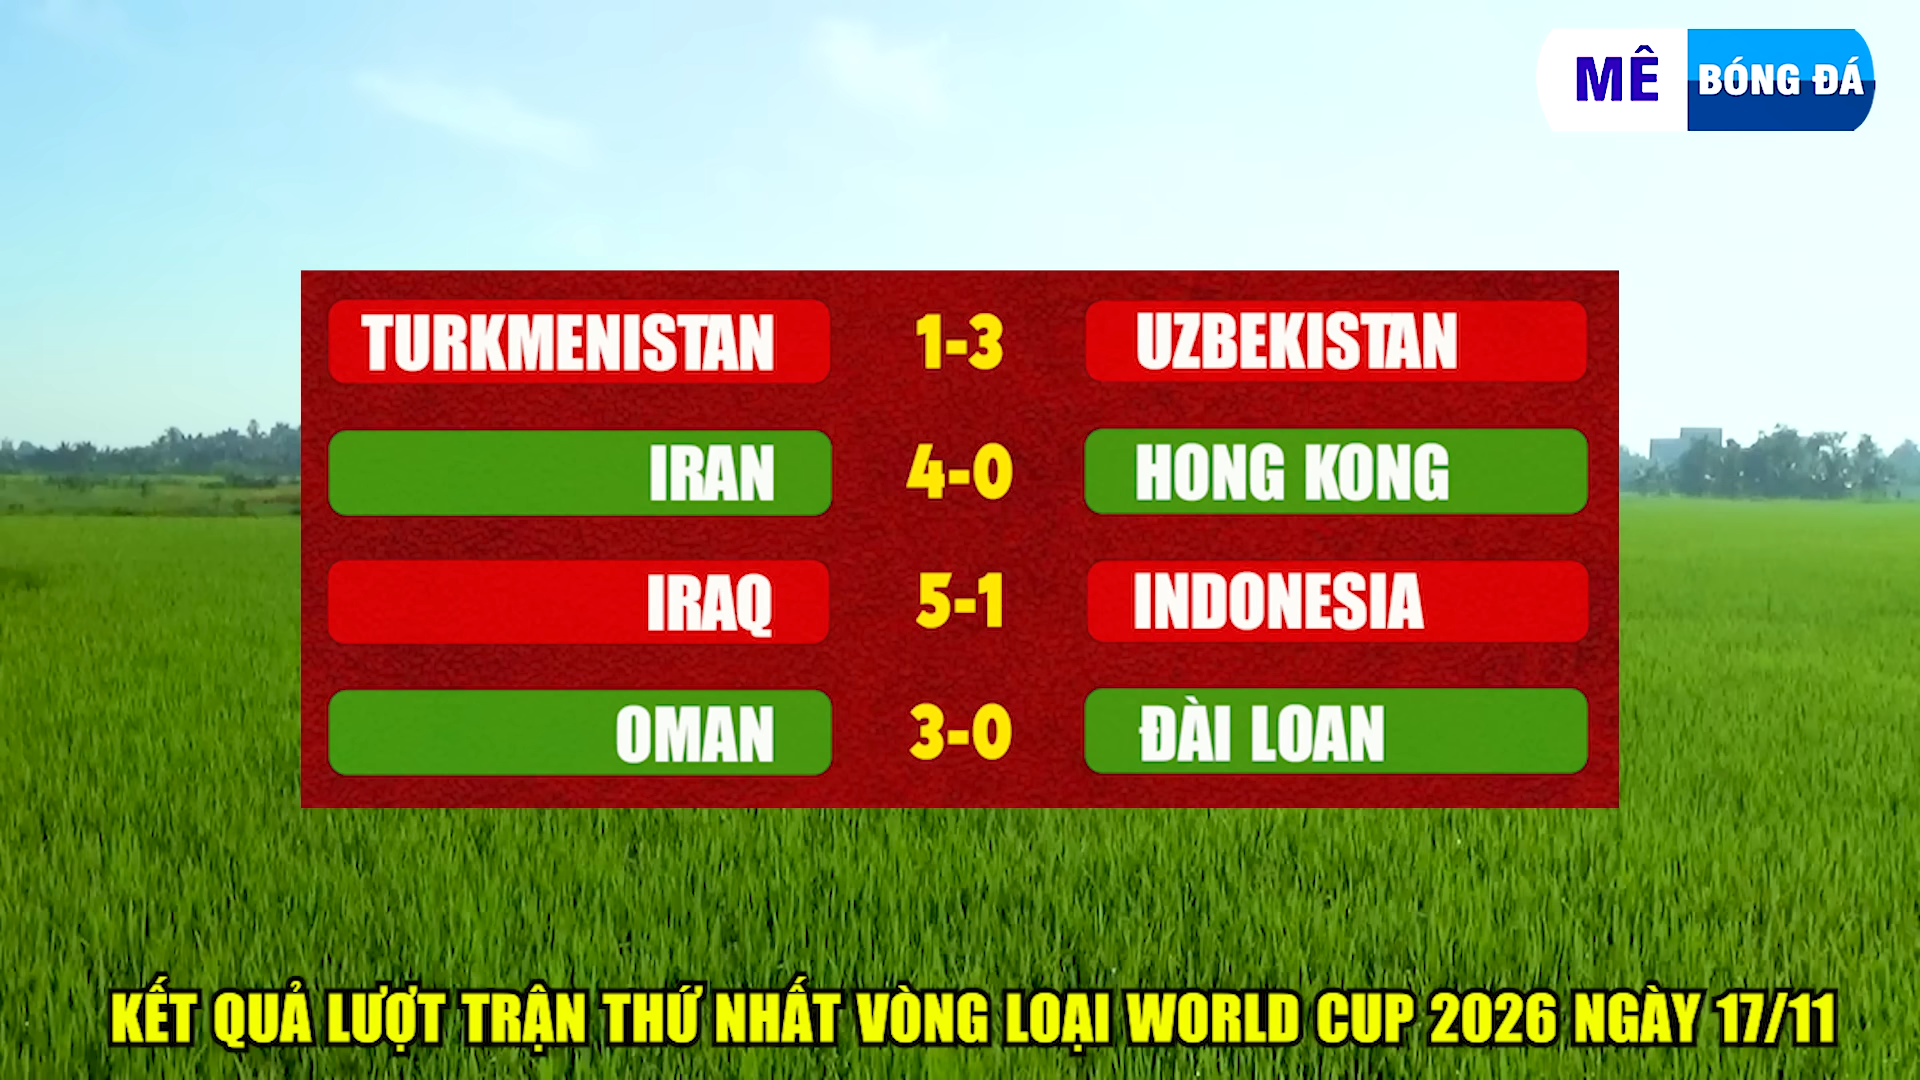 MÊ BÓNG ĐÁ
TURKMENISTAN 1-3 UZBEKISTAN
IRAN 4-0 HONG KONG
IRAQ 5-1 INDONESIA
OMAN 3-0 ĐÀI LOAN
KẾT QUẢ LƯỢT TRẬN THỨ NHẤT VÒNG LOẠI WORLD CUP 2026 NGÀY 17/11